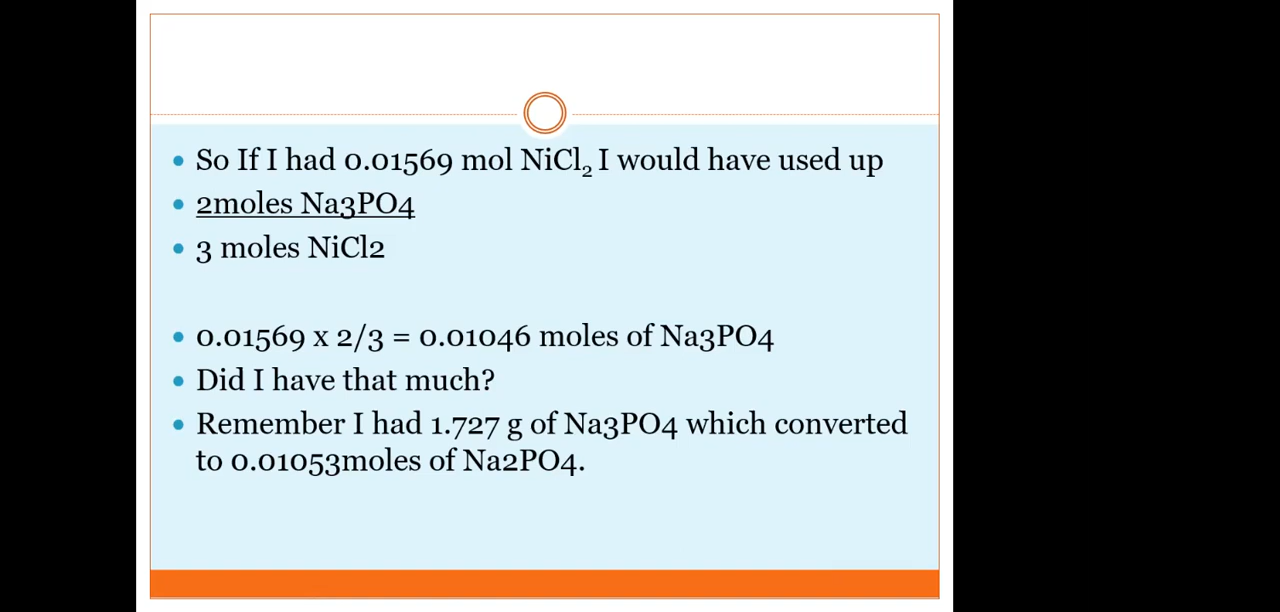 So If I had 0.01569 mol NiCl₂ I would have used up
2moles Na3PO4
3 moles NiCl2
0.01569 x 2/3 = 0.01046 moles of Na3PO4
Did I have that much?
Remember I had 1.727 g of Na3PO4 which converted
to 0.01053moles of Na2PO4.